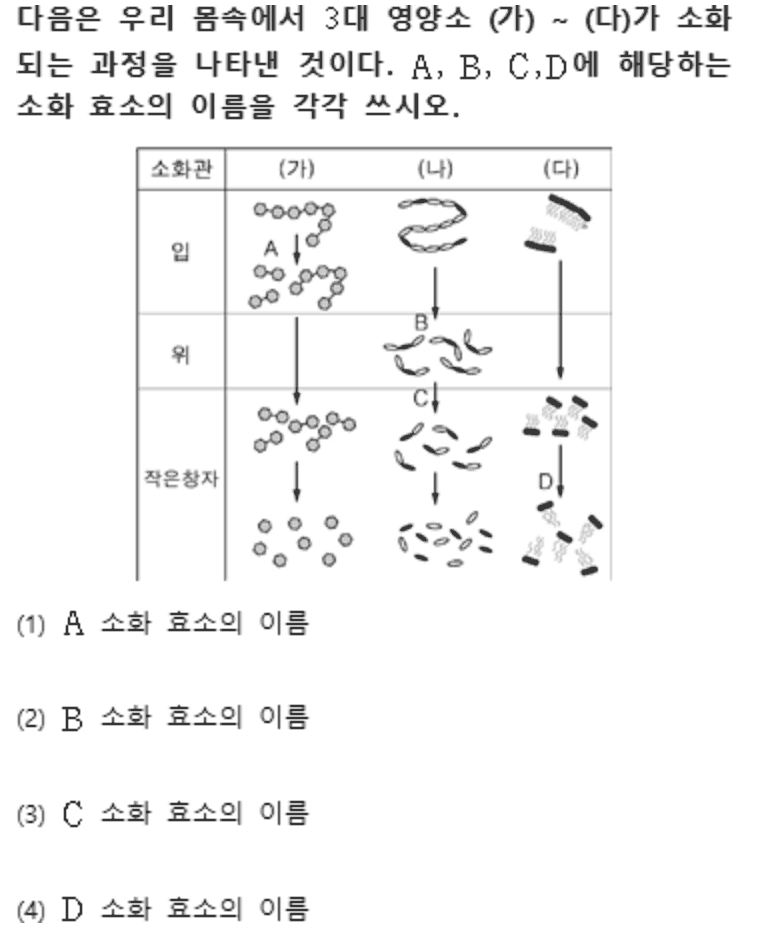 다음은 우리 몸속에서 3대 영양소 (가) ~ (다)가 소화
되는 과정을 나타낸 것이다. A, B, C,D에 해당하는
소화 효소의 이름을 각각 쓰시오.
소화관 (가) (나) (다)
입
A
B
위
C
작은창자
D
(1) A 소화 효소의 이름
(2) B 소화 효소의 이름
(3) C 소화 효소의 이름
(4) D 소화 효소의 이름